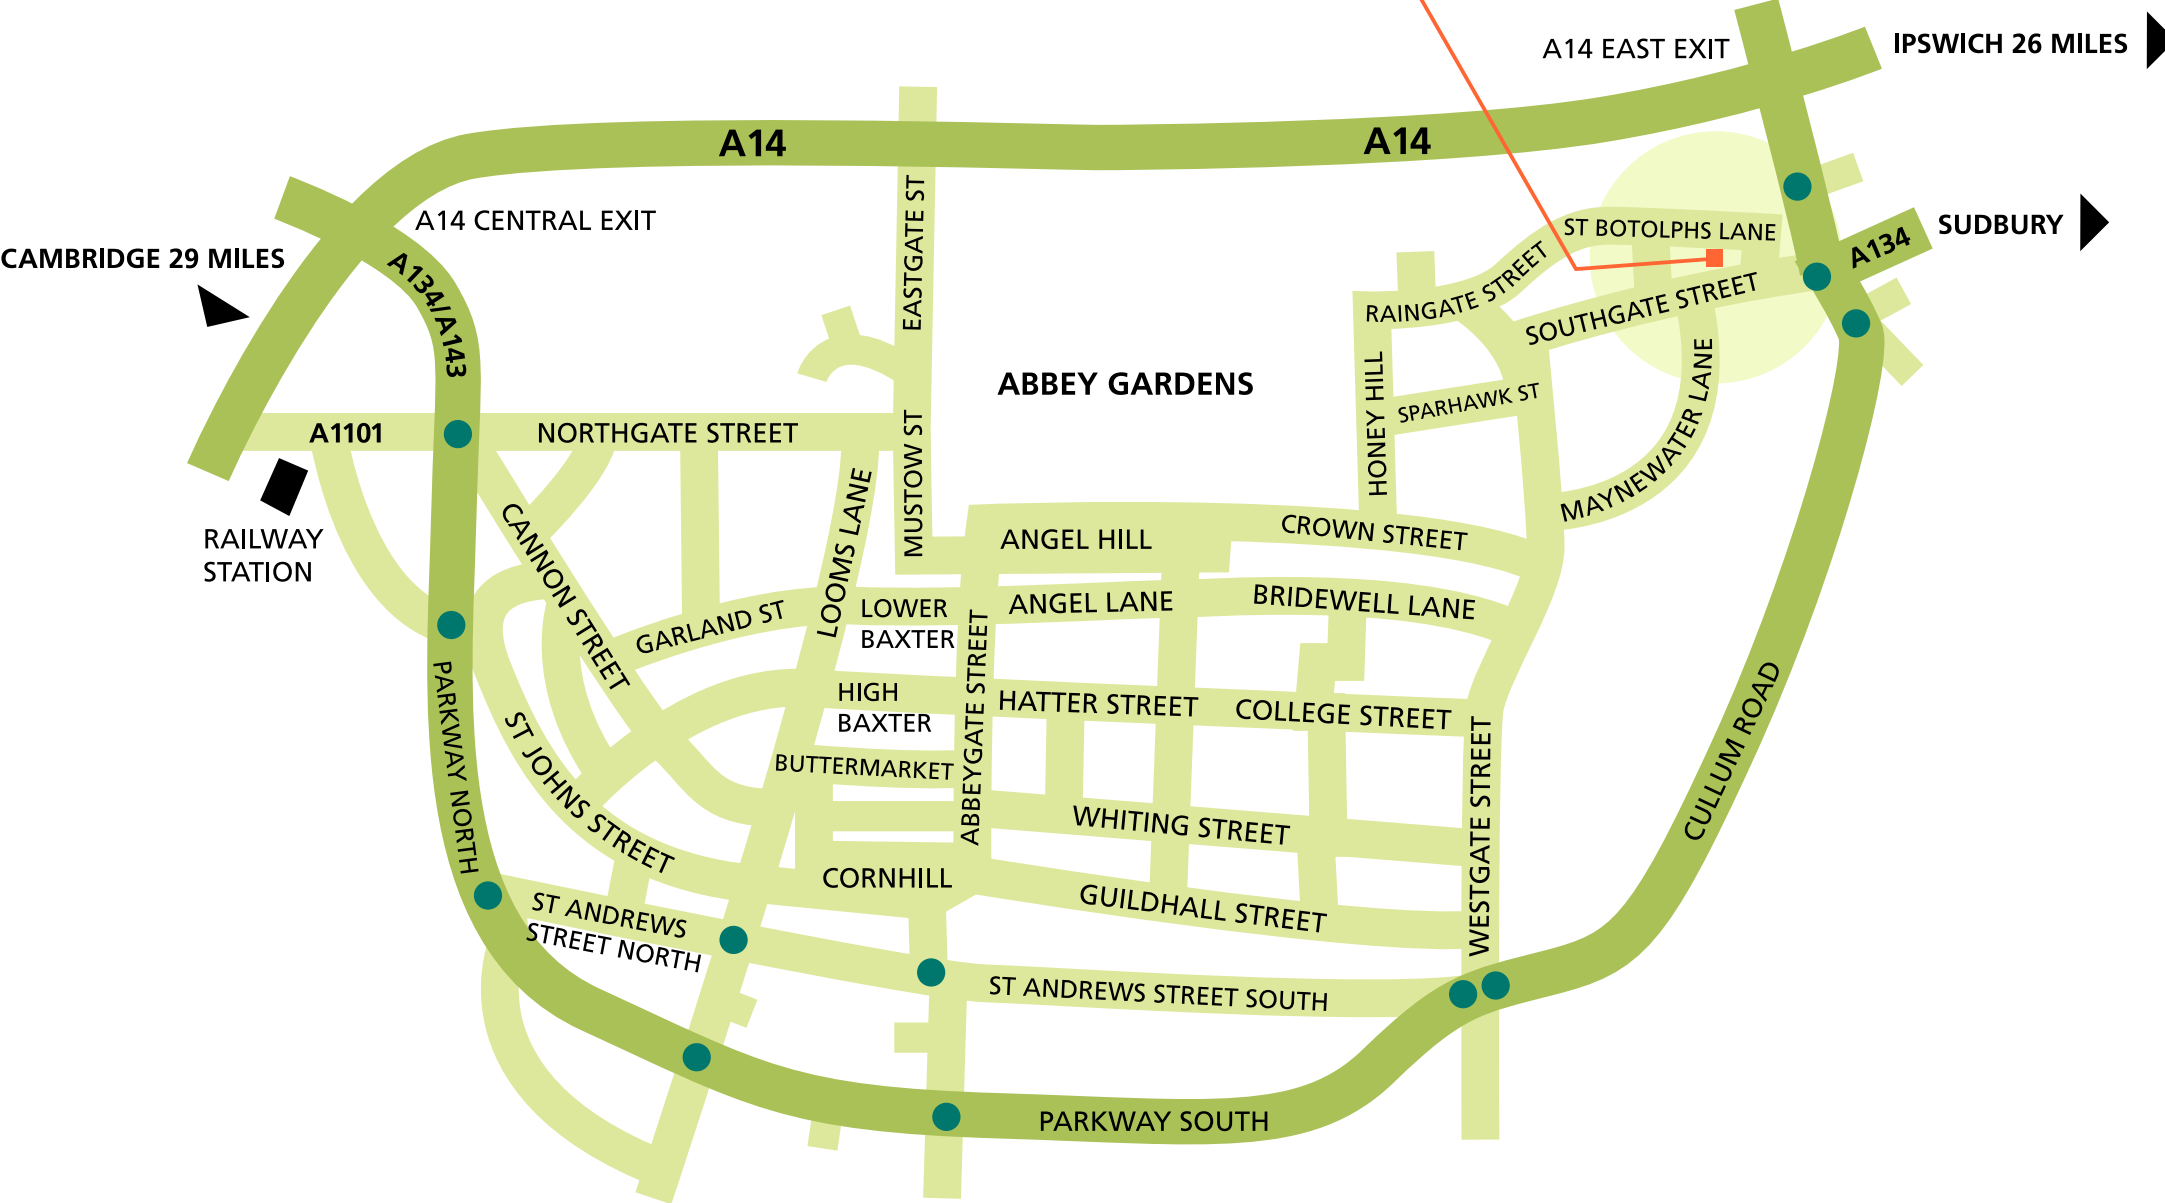 A14 EAST EXIT
IPSWICH 26 MILES
A14
A14
A14 CENTRAL EXIT
CAMBRIDGE 29 MILES
A134/A143
EASTGATE ST
ST BOTOLPHS LANE
A134
SUDBURY
RAINGATE STREET
SOUTHGATE STREET
ABBEY GARDENS
HONEY HILL
SPARHAWK ST
MAYNEWATER LANE
A1101
NORTHGATE STREET
MUSTOW ST
LOOMS LANE
RAILWAY
STATION
CANNON STREET
ANGEL HILL
CROWN STREET
GARLAND ST
LOWER
BAXTER
ANGEL LANE
BRIDEWELL LANE
PARKWAY NORTH
ST JOHNS STREET
HIGH
BAXTER
ABBEYGATE STREET
HATTER STREET
COLLEGE STREET
BUTTERMARKET
WHITING STREET
WESTGATE STREET
CULLUM ROAD
CORNHILL
GUILDHALL STREET
ST ANDREWS
STREET NORTH
ST ANDREWS STREET SOUTH
PARKWAY SOUTH